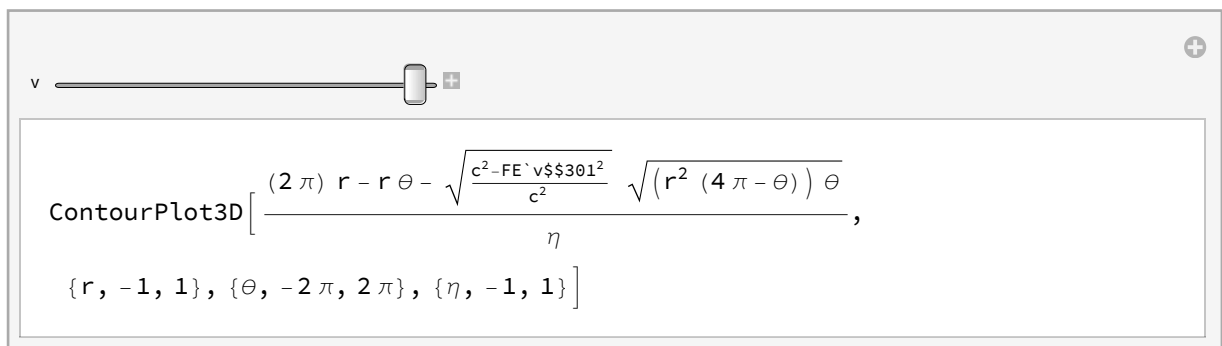 v
ContourPlot3D[((2 π) r - r θ - √((c²-FE`v$$301²)/c²) √((r² (4 π - θ)) θ))/η,
{r, -1, 1}, {θ, -2 π, 2 π}, {η, -1, 1}]